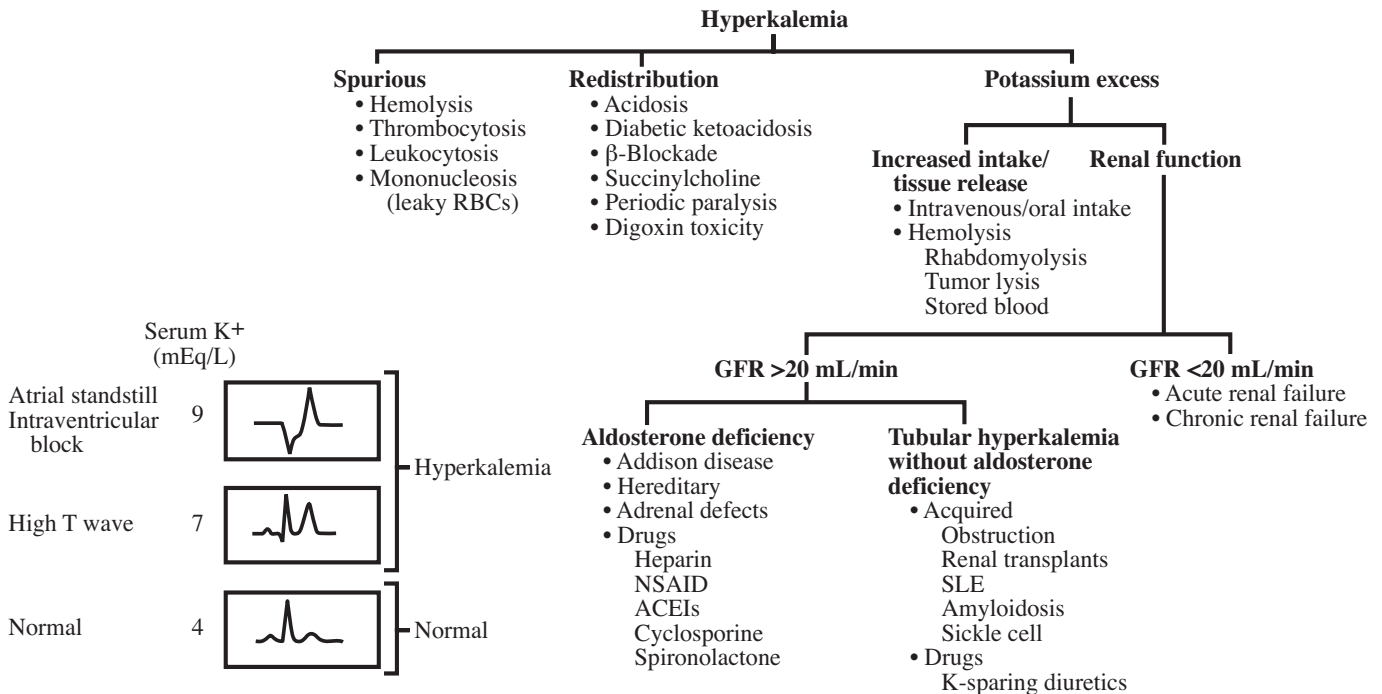 Hyperkalemia
Spurious
• Hemolysis
• Thrombocytosis
• Leukocytosis
• Mononucleosis
(leaky RBCs)
Redistribution
• Acidosis
• Diabetic ketoacidosis
• β-Blockade
• Succinylcholine
• Periodic paralysis
• Digoxin toxicity
Potassium excess
Increased intake/
tissue release
• Intravenous/oral intake
• Hemolysis
Rhabdomyolysis
Tumor lysis
Stored blood
Renal function
GFR >20 mL/min
GFR <20 mL/min
• Acute renal failure
• Chronic renal failure
Aldosterone deficiency
• Addison disease
• Hereditary
• Adrenal defects
• Drugs
Heparin
NSAID
ACEIs
Cyclosporine
Spironolactone
Tubular hyperkalemia
without aldosterone
deficiency
• Acquired
Obstruction
Renal transplants
SLE
Amyloidosis
Sickle cell
• Drugs
K-sparing diuretics
Serum K+
(mEq/L)
Atrial standstill
Intraventricular
block
9
Hyperkalemia
High T wave
7
Normal
4
Normal